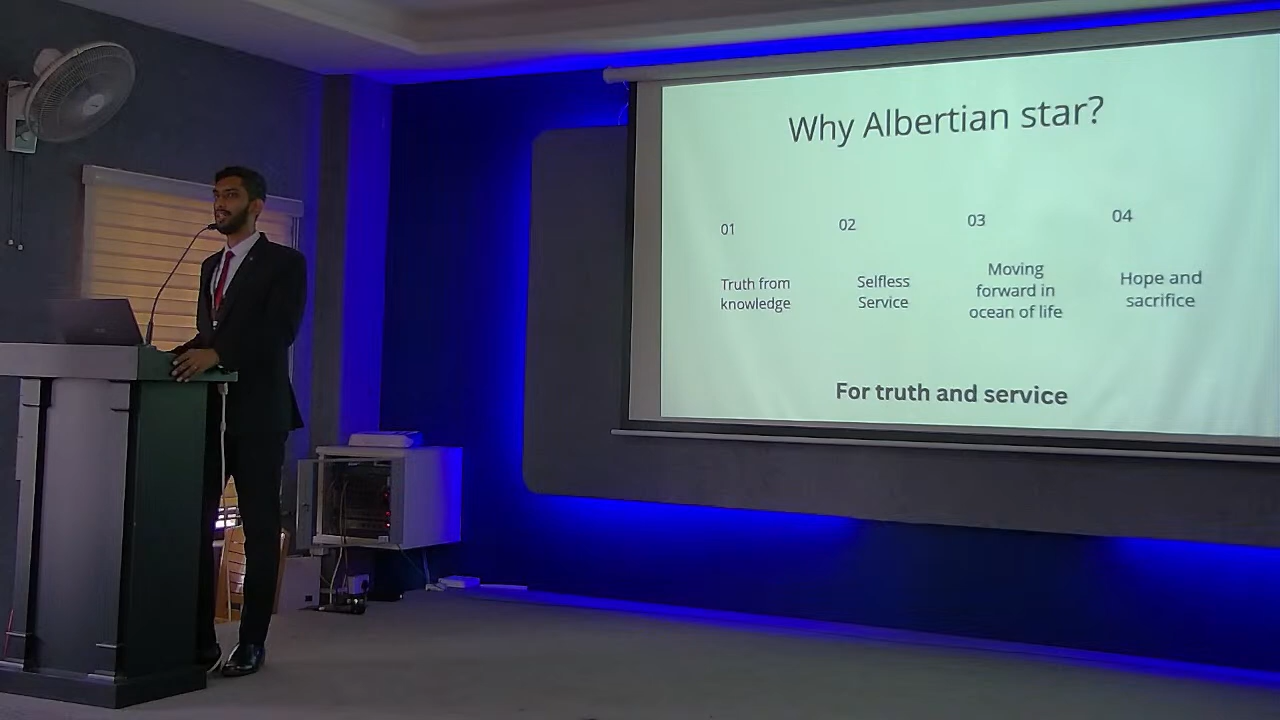 Why Albertian star?
01
02
03
04
Truth from
knowledge
Selfless
Service
Moving
forward in
ocean of life
Hope and
sacrifice
For truth and service